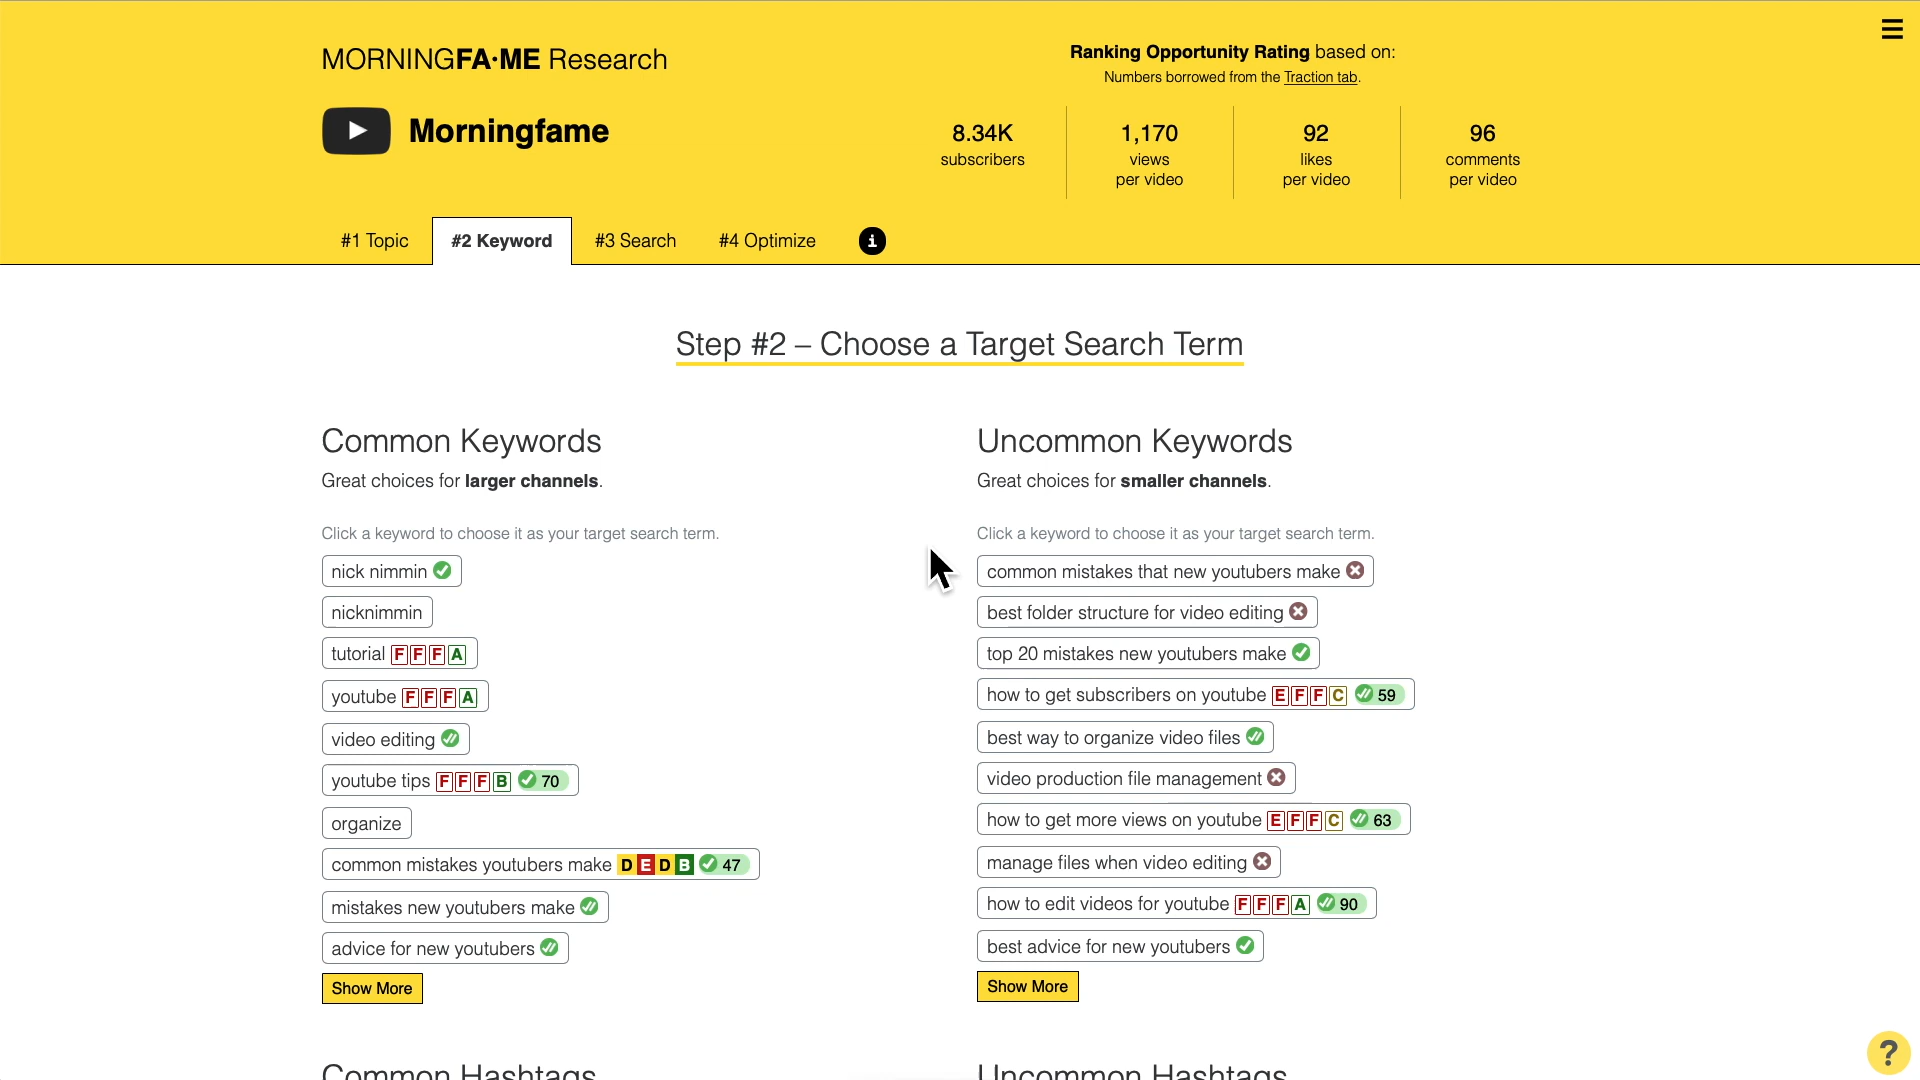 MORNINGFA·ME Research
Morningfame
Ranking Opportunity Rating based on:
Numbers borrowed from the Traction tab.
8.34K
subscribers
1,170
views
per video
92
likes
per video
96
comments
per video
#1 Topic
#2 Keyword
#3 Search
#4 Optimize
i
Step #2 – Choose a Target Search Term
Common Keywords
Great choices for larger channels.
Click a keyword to choose it as your target search term.
nick nimmin
nicknimmin
tutorial F F F A
youtube F F F A
video editing
youtube tips F F F B 70
organize
common mistakes youtubers make D E D B 47
mistakes new youtubers make
advice for new youtubers
Show More
Common Hashtags
Uncommon Keywords
Great choices for smaller channels.
Click a keyword to choose it as your target search term.
common mistakes that new youtubers make
best folder structure for video editing
top 20 mistakes new youtubers make
how to get subscribers on youtube E F F C 59
best way to organize video files
video production file management
how to get more views on youtube E F F C 63
manage files when video editing
how to edit videos for youtube F F F A 90
best advice for new youtubers
Show More
Uncommon Hashtags
?